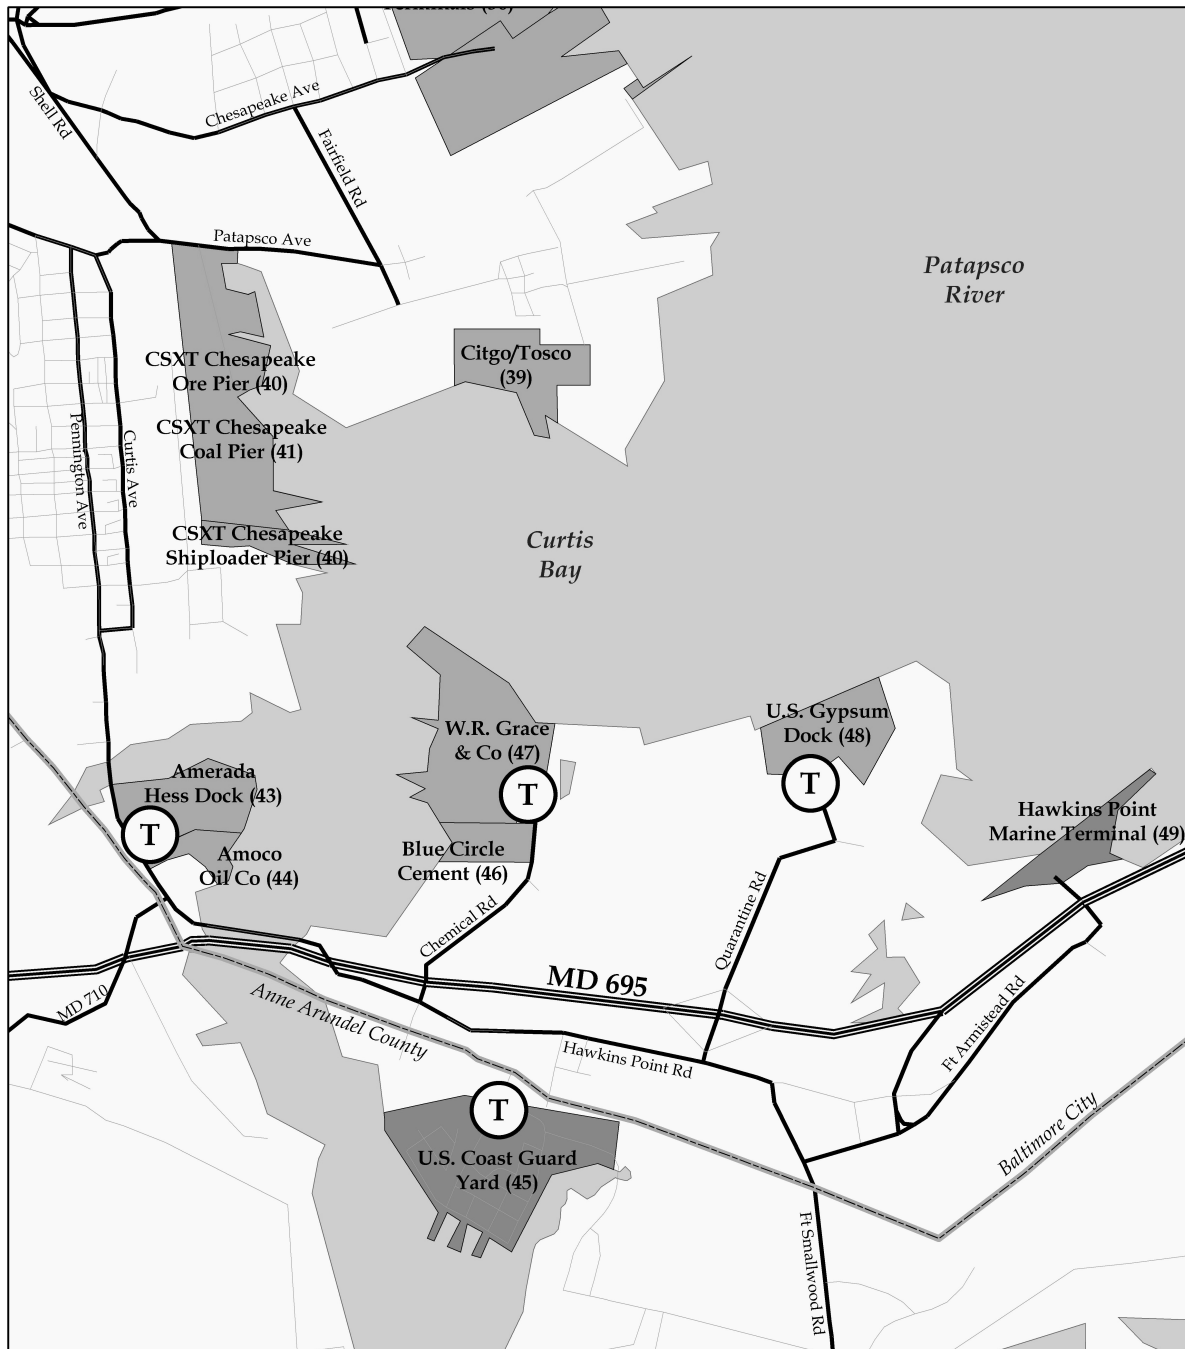 Terminals (38)
Shell Rd
Chesapeake Ave
Fairfield Rd
Patapsco Ave
Patapsco
River
Citgo/Tosco
(39)
CSXT Chesapeake
Ore Pier (40)
CSXT Chesapeake
Coal Pier (41)
Pennington Ave
Curtis Ave
CSXT Chesapeake
Shiploader Pier (40)
Curtis
Bay
W.R. Grace
& Co (47)
T
U.S. Gypsum
Dock (48)
T
Amerada
Hess Dock (43)
T
Hawkins Point
Marine Terminal (49)
Amoco
Oil Co (44)
Blue Circle
Cement (46)
Chemical Rd
Quarantine Rd
MD 695
MD 710
Anne Arundel County
Hawkins Point Rd
Ft Armistead Rd
T
U.S. Coast Guard
Yard (45)
Baltimore City
Ft Smallwood Rd